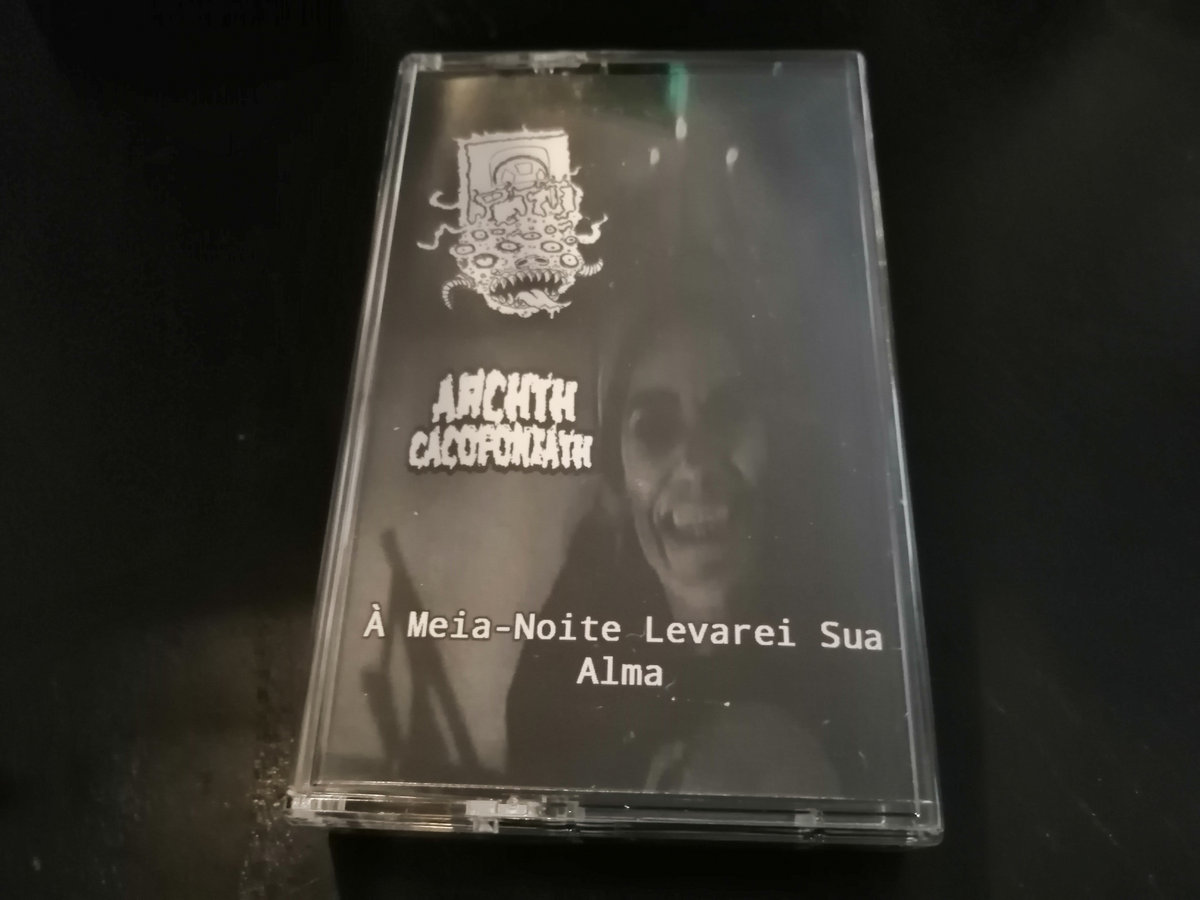 ARCHTH
CACOFONIATH
À Meia-Noite Levarei Sua
Alma